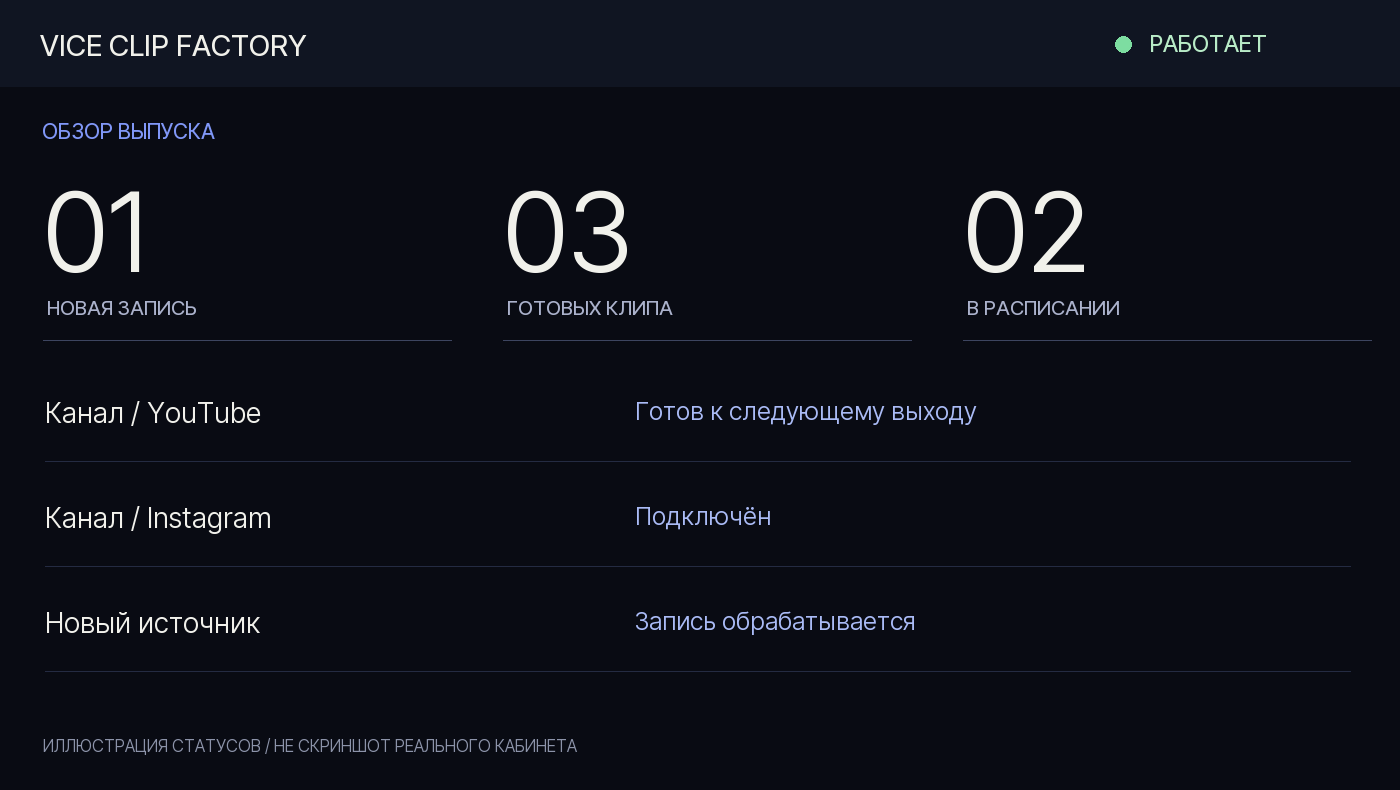 VICE CLIP FACTORY
РАБОТАЕТ
ОБЗОР ВЫПУСКА
01
03
02
НОВАЯ ЗАПИСЬ
ГОТОВЫХ КЛИПА
В РАСПИСАНИИ
Канал / YouTube
Готов к следующему выходу
Канал / Instagram
Подключён
Новый источник
Запись обрабатывается
ИЛЛЮСТРАЦИЯ СТАТУСОВ / НЕ СКРИНШОТ РЕАЛЬНОГО КАБИНЕТА